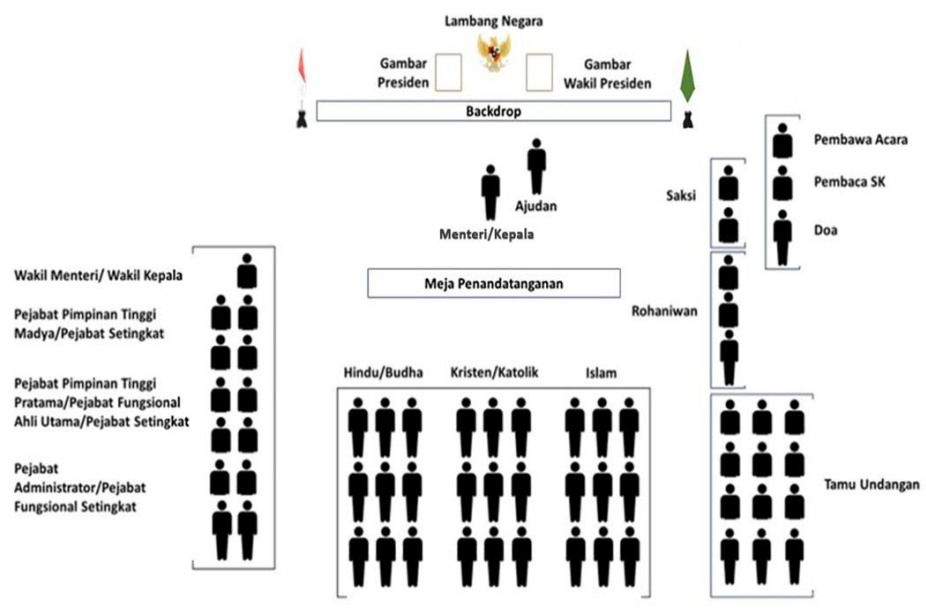 Lambang Negara
Gambar
Presiden
Gambar
Wakil Presiden
Backdrop
Pembawa Acara
Pembaca SK
Doa
Saksi
Ajudan
Menteri/Kepala
Wakil Menteri/ Wakil Kepala
Meja Penandatanganan
Rohaniwan
Pejabat Pimpinan Tinggi
Madya/Pejabat Setingkat
Pejabat Pimpinan Tinggi
Pratama/Pejabat Fungsional
Ahli Utama/Pejabat Setingkat
Pejabat
Administrator/Pejabat
Fungsional Setingkat
Hindu/Budha
Kristen/Katolik
Islam
Tamu Undangan